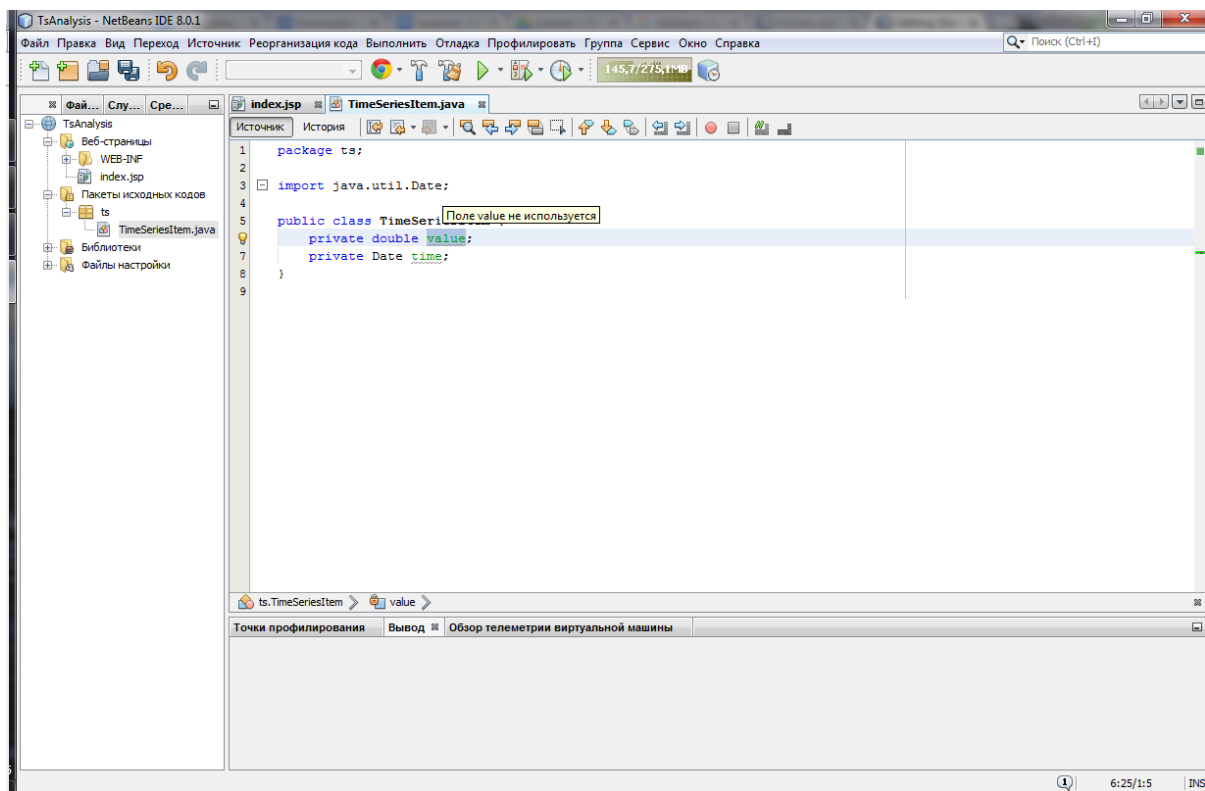 TsAnalysis - NetBeans IDE 8.0.1
Файл Правка Вид Переход Источник Реорганизация кода Выполнить Отладка Профилировать Группа Сервис Окно Справка
Поиск (Ctrl+I)
145,7/275,1MB
Фай... Слу... Сре...
index.jsp TimeSeriesItem.java
TsAnalysis
Веб-страницы
WEB-INF
index.jsp
Пакеты исходных кодов
ts
TimeSeriesItem.java
Библиотеки
Файлы настройки
Источник История
1 package ts;
2
3 import java.util.Date;
4
Поле value не используется
5 public class TimeSeri {
private double value;
7 private Date time;
8 }
9
ts.TimeSeriesItem value
Точки профилирования Вывод Обзор телеметрии виртуальной машины
1 6:25/1:5 INS